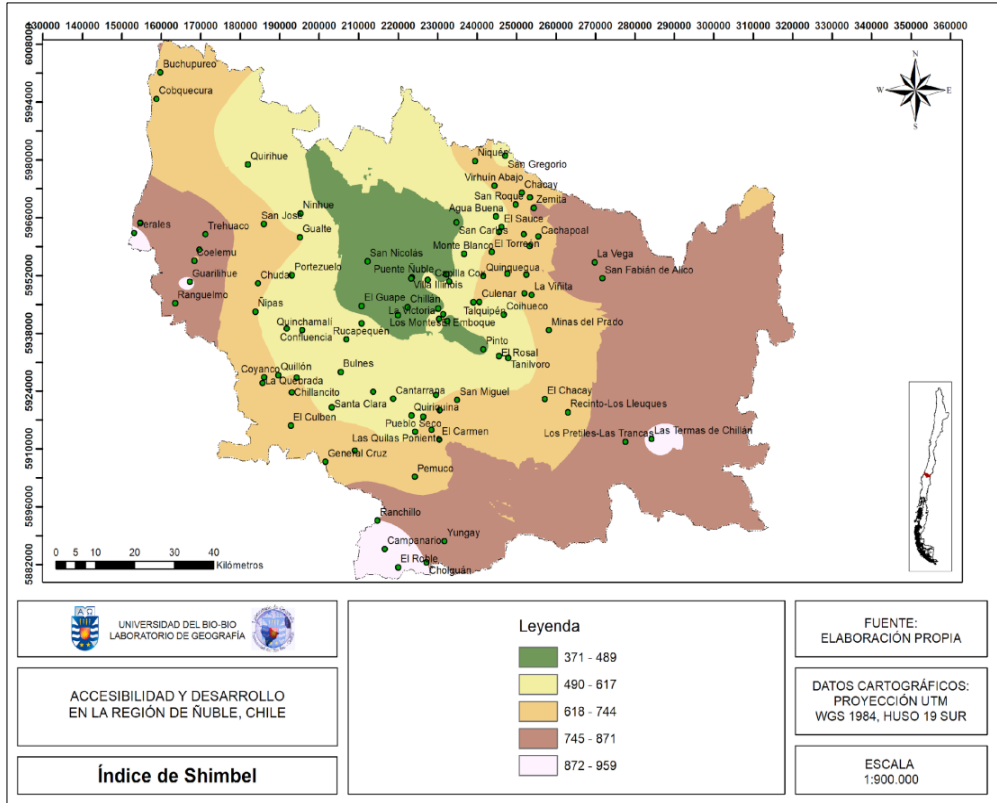 130000 140000 150000 160000 170000 180000 190000 200000 210000 220000 230000 240000 250000 260000 270000 280000 290000 300000 310000 320000 330000 340000 350000 360000
6008000
5994000
5980000
5966000
5952000
5938000
5924000
5910000
5896000
5882000
N
W E
S
Buchupureo
Cobquecura
Ñiquén
San Gregorio
Quirihue
Virhuin Abajo
Chacay
San Roque
Zemita
Ninhue
Agua Buena
San José
El Sauce
Perales
Trehuaco
Gualte
San Carlos
Cachapoal
Monte Blanco
El Torreón
Coelemu
San Nicolás
La Vega
Guarilihue
Chudal
Portezuelo
Puente Ñuble
Capilla Cox
Quinquegua
San Fabián de Alico
Villa Illinois
Ranguelmo
El Guape
Chillán
Culenar
La Viñita
Ñipas
La Victoria
Talquipén
Coihueco
Quinchamalí
Los Montes
El Emboque
Minas del Prado
Confluencia
Rucapequen
Pinto
El Rosal
Tanilvoro
Bulnes
Coyanco
Quillón
La Quebrada
Chillancito
Cantarrana
San Miguel
El Chacay
Santa Clara
Quiriquina
Recinto-Los Lleuques
El Culben
Pueblo Seco
El Carmen
Las Quilas Poniente
Los Pretiles-Las Trancas
Las Termas de Chillán
General Cruz
Pemuco
Ranchillo
Campanario
Yungay
El Roble
Cholguán
0 5 10 20 30 40
Kilómetros
UNIVERSIDAD DEL BIO-BIO
LABORATORIO DE GEOGRAFÍA
ACCESIBILIDAD Y DESARROLLO
EN LA REGIÓN DE ÑUBLE, CHILE
Índice de Shimbel
Leyenda
371 - 489
490 - 617
618 - 744
745 - 871
872 - 959
FUENTE:
ELABORACIÓN PROPIA
DATOS CARTOGRÁFICOS:
PROYECCIÓN UTM
WGS 1984, HUSO 19 SUR
ESCALA
1:900.000